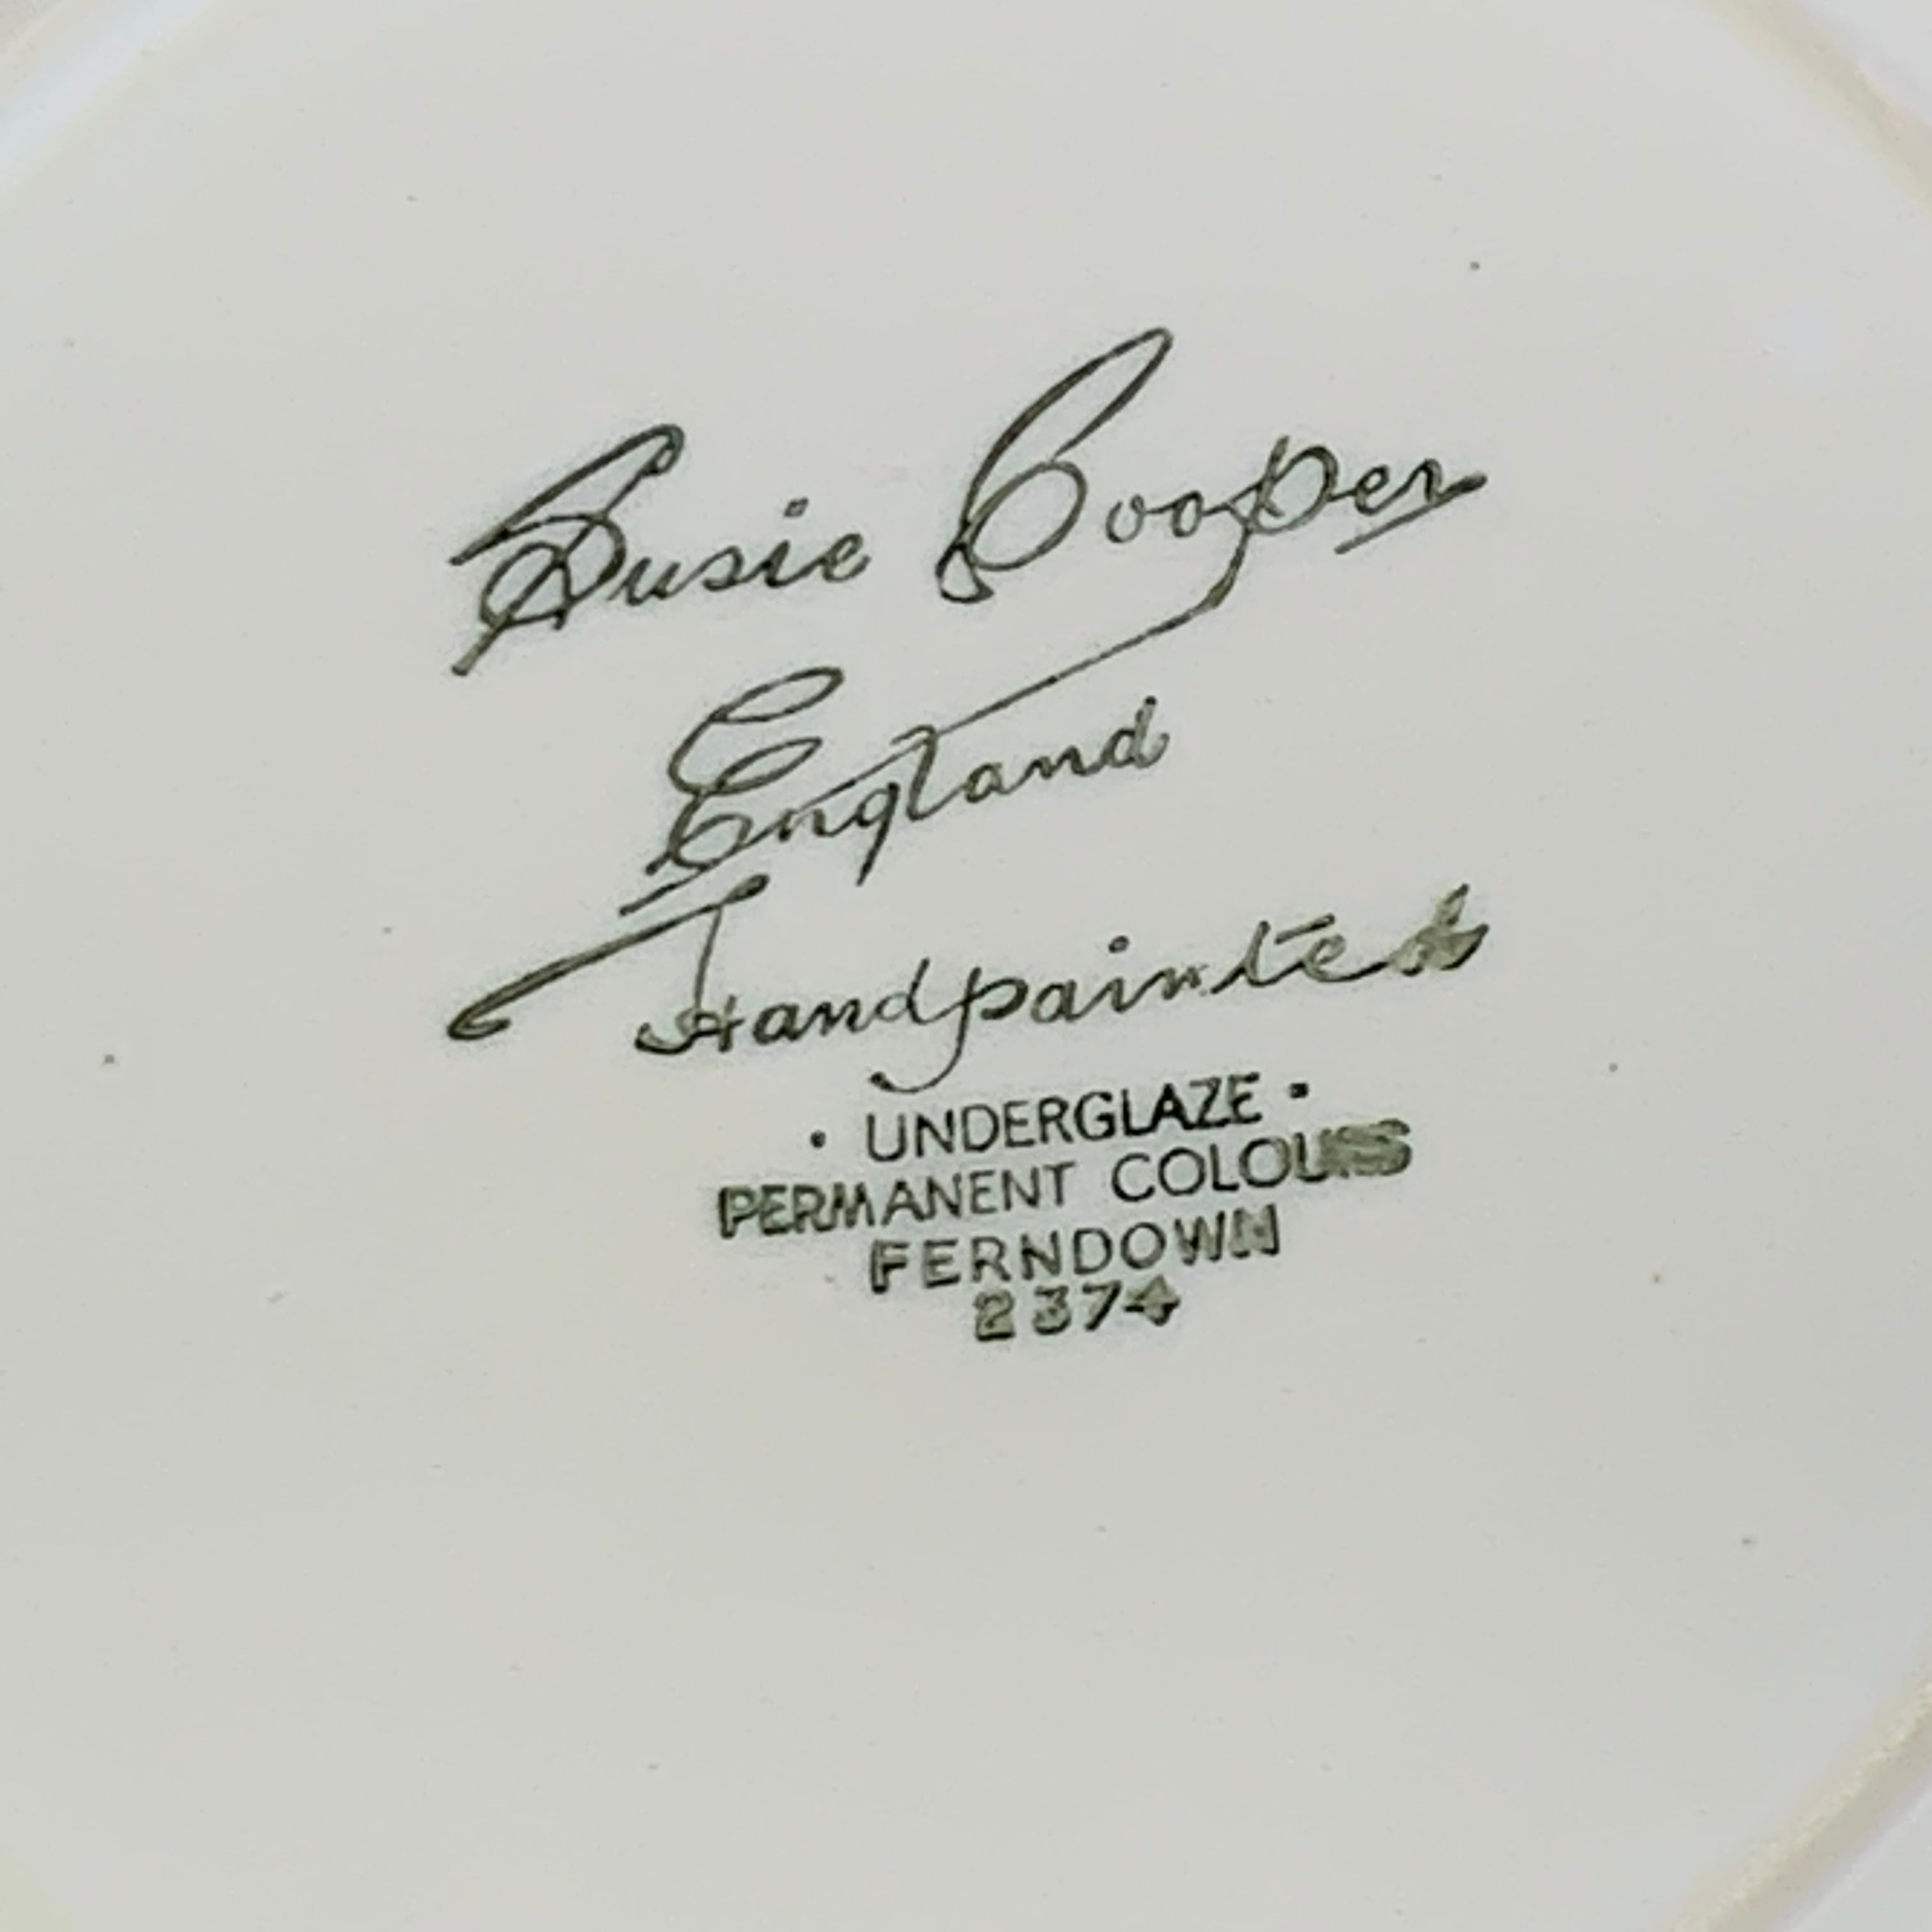 Susie Cooper
England
Handpainted
· UNDERGLAZE ·
PERMANENT COLOURS
FERNDOWN
2374